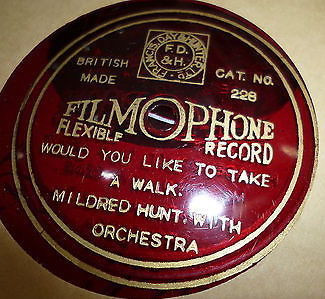 FRANCIS, DAY & HUNTER LTD
F.D.
& H.
BRITISH MADE
CAT. NO. 228
FILMOPHONE
FLEXIBLE RECORD
WOULD YOU LIKE TO TAKE
A WALK.
MILDRED HUNT. WITH
ORCHESTRA